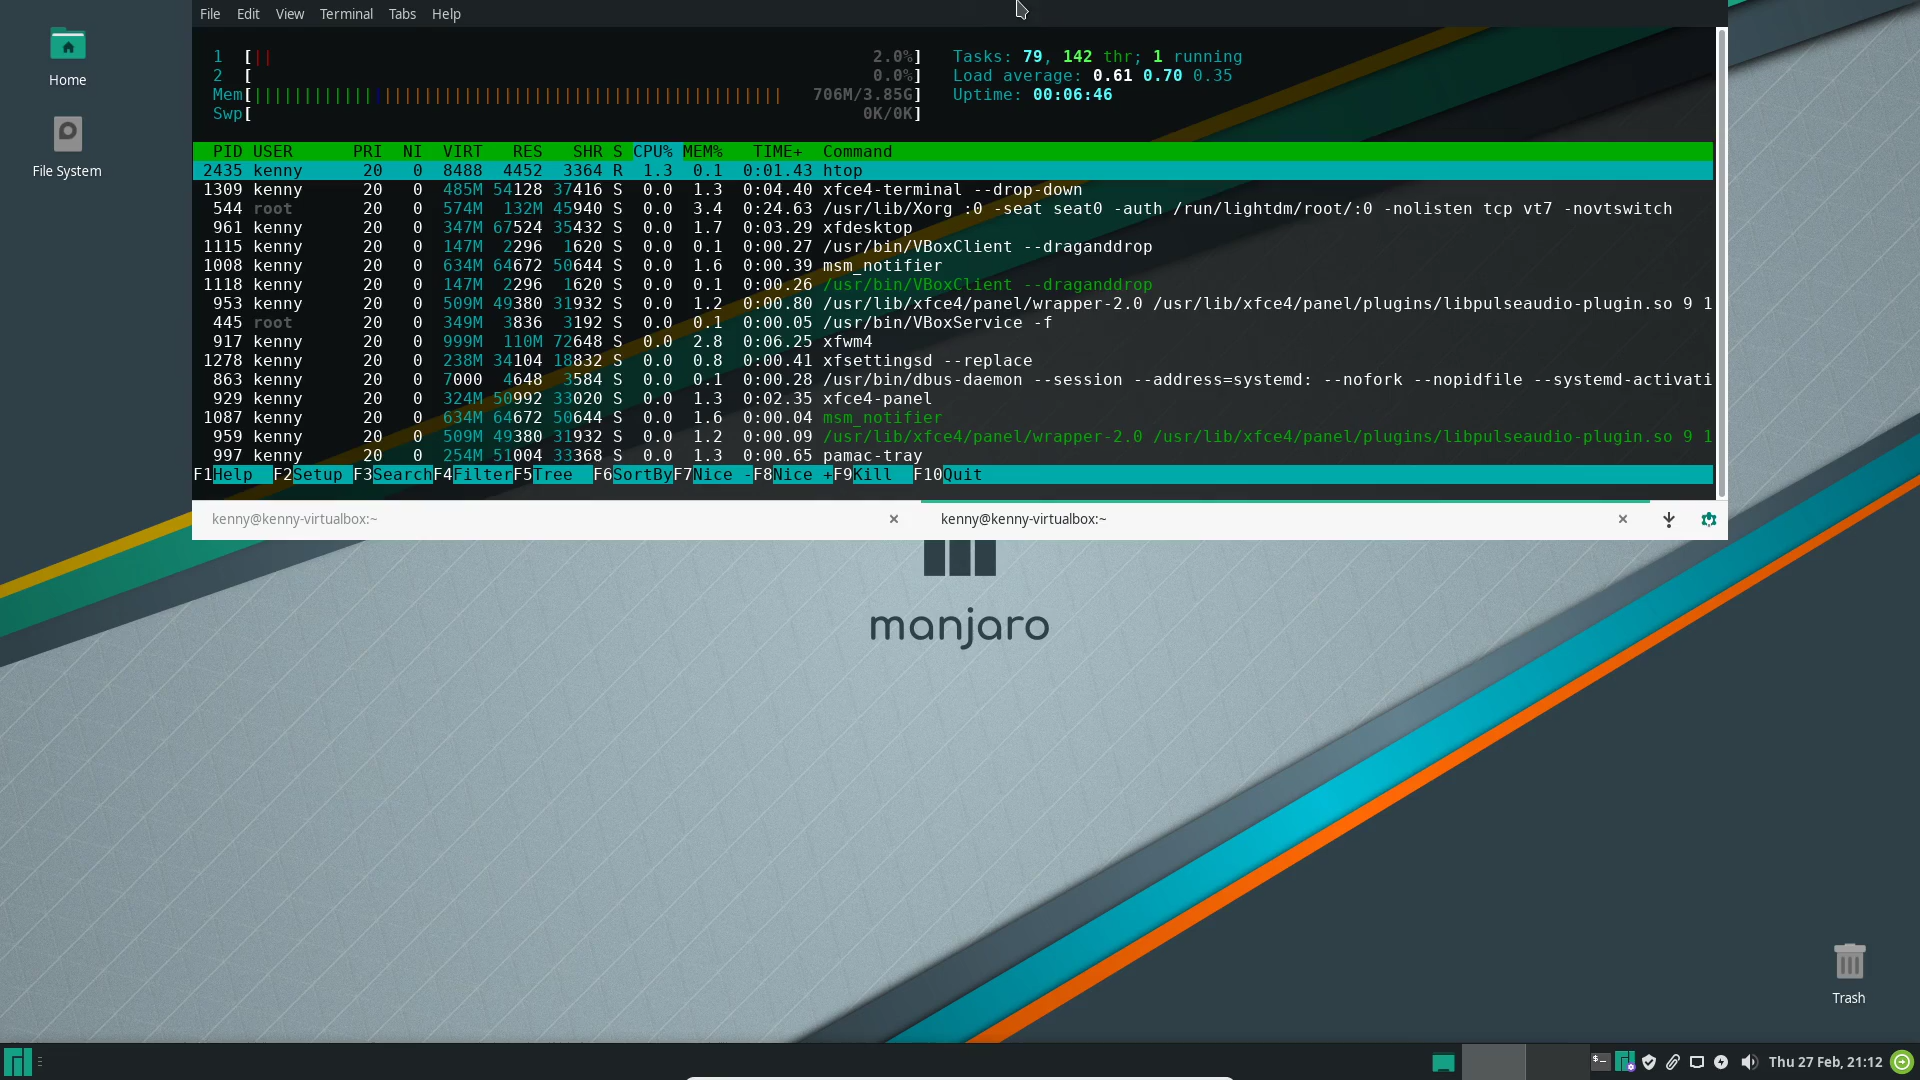 File Edit View Terminal Tabs Help
Home
File System
1 [|| 2.0%] Tasks: 79, 142 thr; 1 running
2 [ 0.0%] Load average: 0.61 0.70 0.35
Mem[||||||||||||||||||||||||||||||||||||||||||||||||||||| 706M/3.85G] Uptime: 00:06:46
Swp[ 0K/0K]
PID USER PRI NI VIRT RES SHR S CPU% MEM% TIME+ Command
2435 kenny 20 0 8488 4452 3364 R 1.3 0.1 0:01.43 htop
1309 kenny 20 0 485M 54128 37416 S 0.0 1.3 0:04.40 xfce4-terminal --drop-down
544 root 20 0 574M 132M 45940 S 0.0 3.4 0:24.63 /usr/lib/Xorg :0 -seat seat0 -auth /run/lightdm/root/:0 -nolisten tcp vt7 -novtswitch
961 kenny 20 0 347M 67524 35432 S 0.0 1.7 0:03.29 xfdesktop
1115 kenny 20 0 147M 2296 1620 S 0.0 0.1 0:00.27 /usr/bin/VBoxClient --draganddrop
1008 kenny 20 0 634M 64672 50644 S 0.0 1.6 0:00.39 msm_notifier
1118 kenny 20 0 147M 2296 1620 S 0.0 0.1 0:00.26 /usr/bin/VBoxClient --draganddrop
953 kenny 20 0 509M 49380 31932 S 0.0 1.2 0:00.80 /usr/lib/xfce4/panel/wrapper-2.0 /usr/lib/xfce4/panel/plugins/libpulseaudio-plugin.so 9 1
445 root 20 0 349M 3836 3192 S 0.0 0.1 0:00.05 /usr/bin/VBoxService -f
917 kenny 20 0 999M 110M 72648 S 0.0 2.8 0:06.25 xfwm4
1278 kenny 20 0 238M 34104 18832 S 0.0 0.8 0:00.41 xfsettingsd --replace
863 kenny 20 0 7000 4648 3584 S 0.0 0.1 0:00.28 /usr/bin/dbus-daemon --session --address=systemd: --nofork --nopidfile --systemd-activati
929 kenny 20 0 324M 50992 33020 S 0.0 1.3 0:02.35 xfce4-panel
1087 kenny 20 0 634M 64672 50644 S 0.0 1.6 0:00.04 msm_notifier
959 kenny 20 0 509M 49380 31932 S 0.0 1.2 0:00.09 /usr/lib/xfce4/panel/wrapper-2.0 /usr/lib/xfce4/panel/plugins/libpulseaudio-plugin.so 9 1
997 kenny 20 0 254M 51004 33368 S 0.0 1.3 0:00.65 pamac-tray
F1Help F2Setup F3SearchF4FilterF5Tree F6SortByF7Nice -F8Nice +F9Kill F10Quit
kenny@kenny-virtualbox:~ kenny@kenny-virtualbox:~
manjaro
Trash
Thu 27 Feb, 21:12